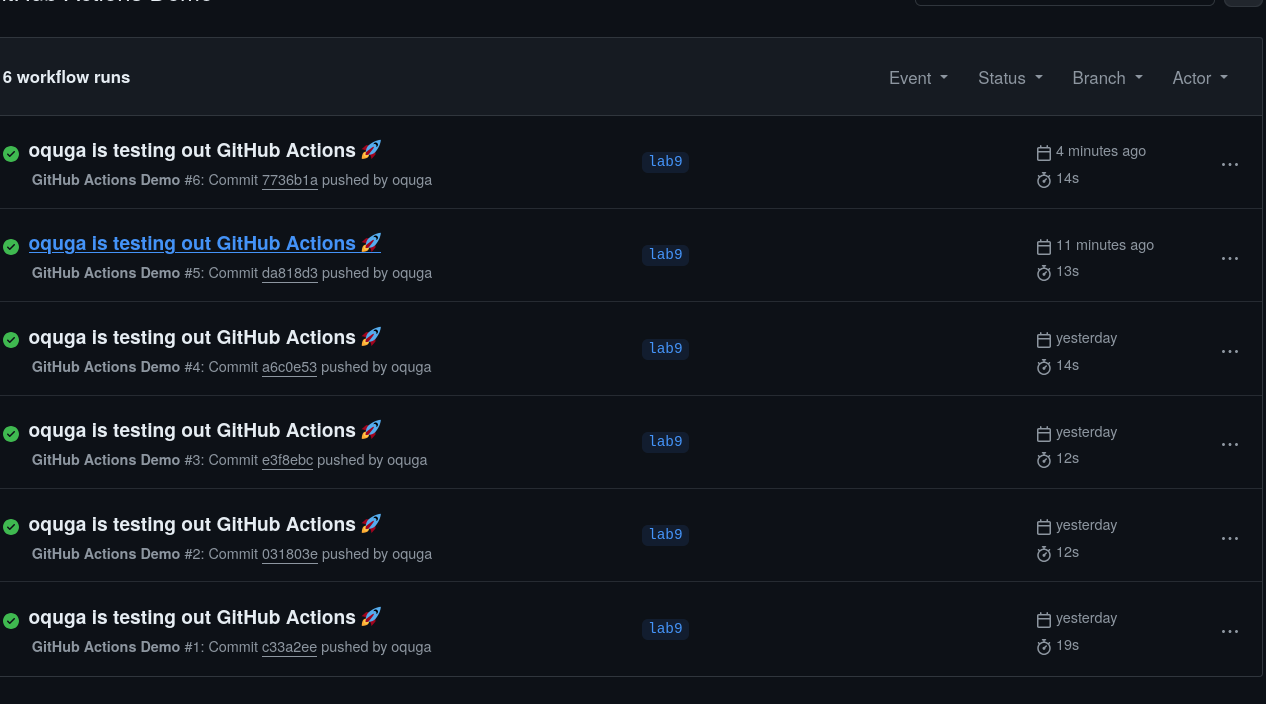 GitHub Actions Demo
6 workflow runs
Event Status Branch Actor
oquga is testing out GitHub Actions 🚀
lab9
4 minutes ago
GitHub Actions Demo #6: Commit 7736b1a pushed by oquga
14s
oquga is testing out GitHub Actions 🚀
lab9
11 minutes ago
GitHub Actions Demo #5: Commit da818d3 pushed by oquga
13s
oquga is testing out GitHub Actions 🚀
lab9
yesterday
GitHub Actions Demo #4: Commit a6c0e53 pushed by oquga
14s
oquga is testing out GitHub Actions 🚀
lab9
yesterday
GitHub Actions Demo #3: Commit e3f8ebc pushed by oquga
12s
oquga is testing out GitHub Actions 🚀
lab9
yesterday
GitHub Actions Demo #2: Commit 031803e pushed by oquga
12s
oquga is testing out GitHub Actions 🚀
lab9
yesterday
GitHub Actions Demo #1: Commit c33a2ee pushed by oquga
19s